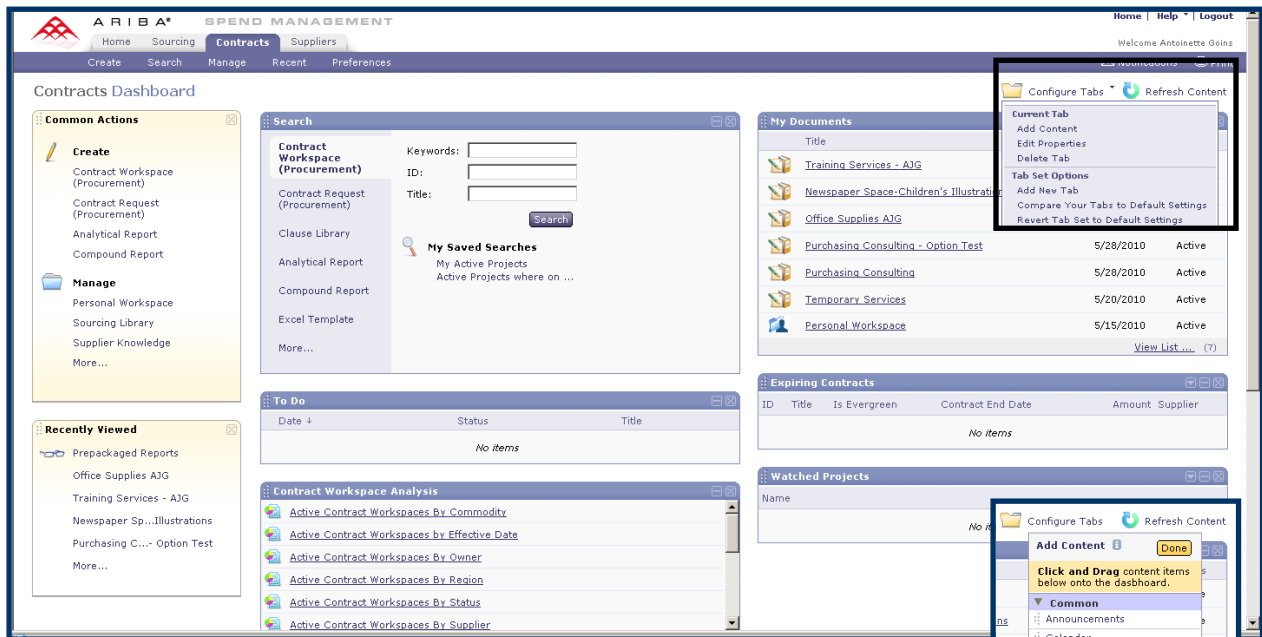 ARIBA® SPEND MANAGEMENT
Home | Help | Logout
Home Sourcing Contracts Suppliers
Welcome Antoinette Goins
Create Search Manage Recent Preferences
Notifications Print
Contracts Dashboard
Configure Tabs Refresh Content
Current Tab
Add Content
Edit Properties
Delete Tab
Tab Set Options
Add New Tab
Compare Your Tabs to Default Settings
Revert Tab Set to Default Settings
Common Actions
Create
Contract Workspace
(Procurement)
Contract Request
(Procurement)
Analytical Report
Compound Report
Manage
Personal Workspace
Sourcing Library
Supplier Knowledge
More...
Recently Viewed
Prepackaged Reports
Office Supplies AJG
Training Services - AJG
Newspaper Sp...Illustrations
Purchasing C...- Option Test
More...
Search
Contract
Workspace
(Procurement)
Contract Request
(Procurement)
Clause Library
Analytical Report
Compound Report
Excel Template
More...
Keywords:
ID:
Title:
Search
My Saved Searches
My Active Projects
Active Projects where on ...
To Do
Date ↓ Status Title
No items
Contract Workspace Analysis
Active Contract Workspaces By Commodity
Active Contract Workspaces by Effective Date
Active Contract Workspaces By Owner
Active Contract Workspaces By Region
Active Contract Workspaces By Status
Active Contract Workspaces By Supplier
My Documents
Title
Training Services - AJG
Newspaper Space-Children's Illustration
Office Supplies AJG
Purchasing Consulting - Option Test 5/28/2010 Active
Purchasing Consulting 5/28/2010 Active
Temporary Services 5/20/2010 Active
Personal Workspace 5/15/2010 Active
View List ... (7)
Expiring Contracts
ID Title Is Evergreen Contract End Date Amount Supplier
No items
Watched Projects
Name
No it
Configure Tabs Refresh Content
Add Content Done
Click and Drag content items
below onto the dasbhoard.
Common
Announcements
Calendar
ns